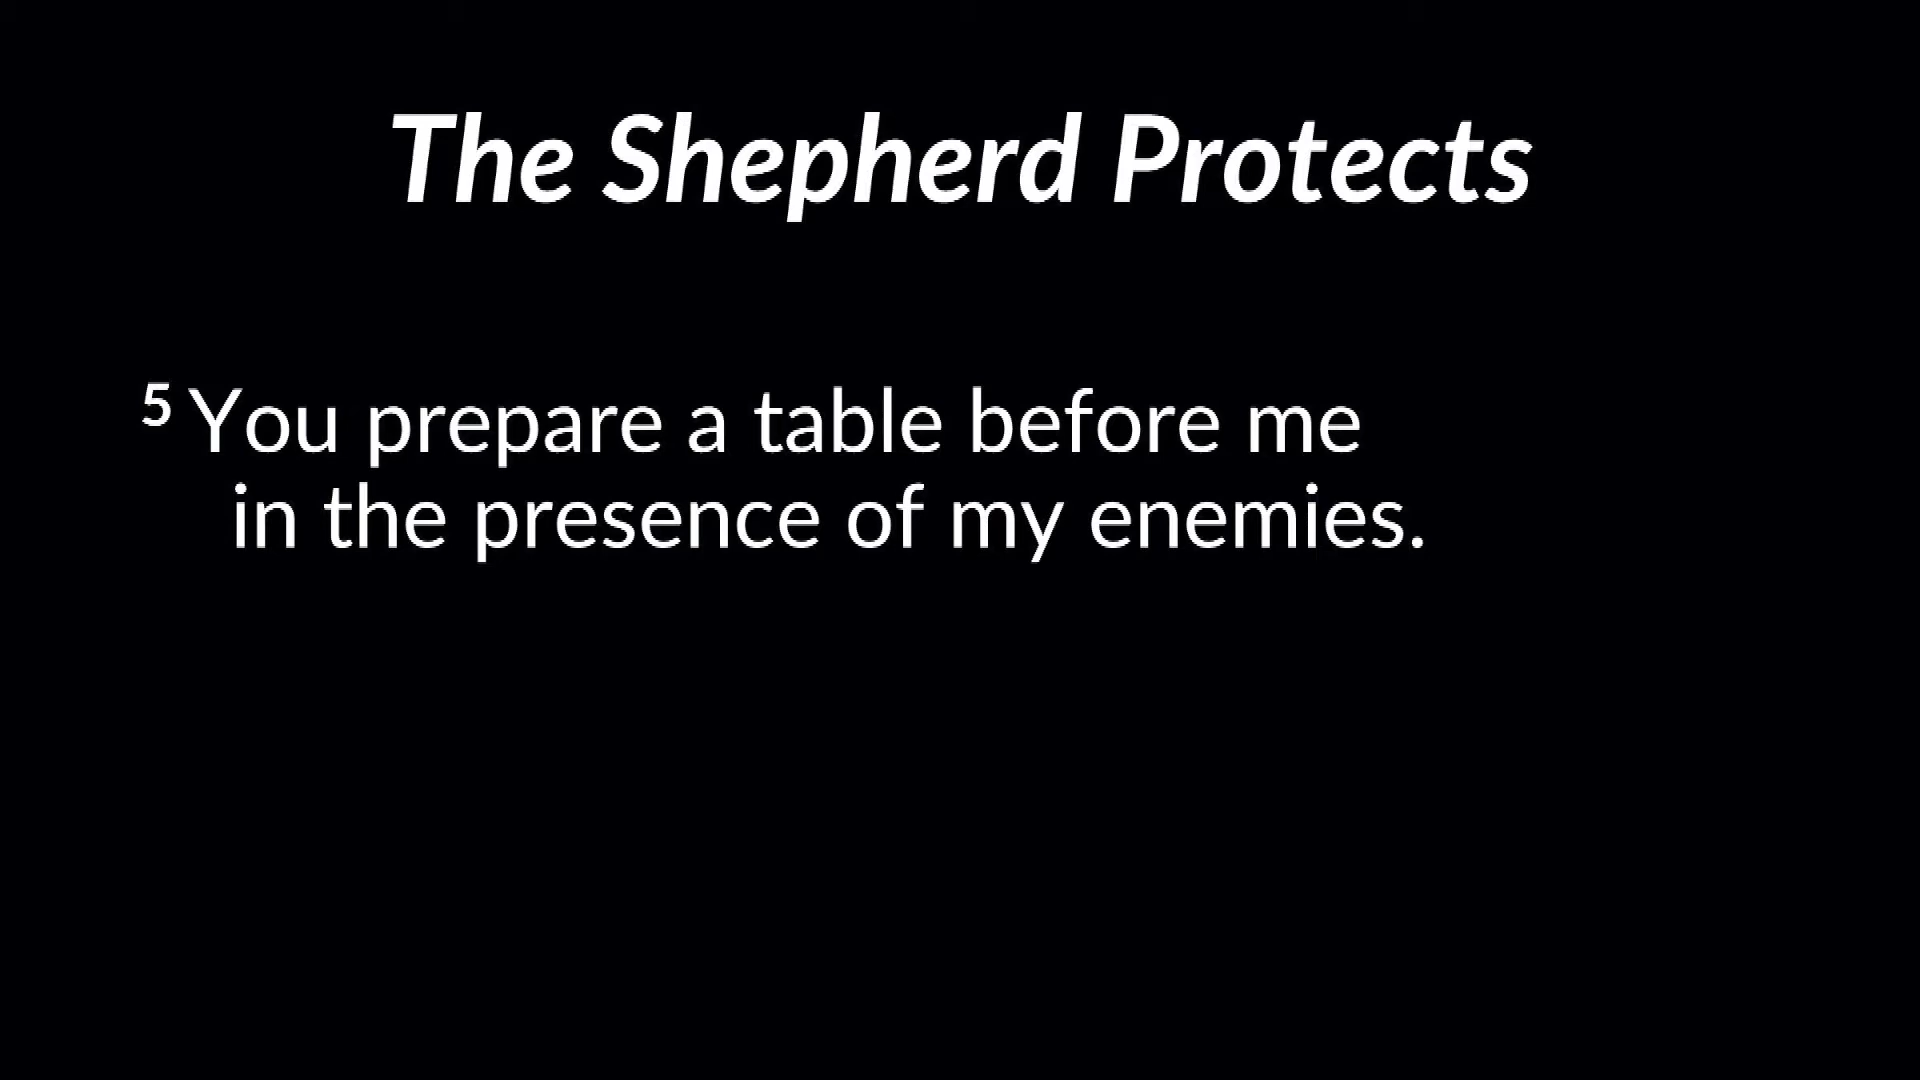 The Shepherd Protects
5 You prepare a table before me
in the presence of my enemies.